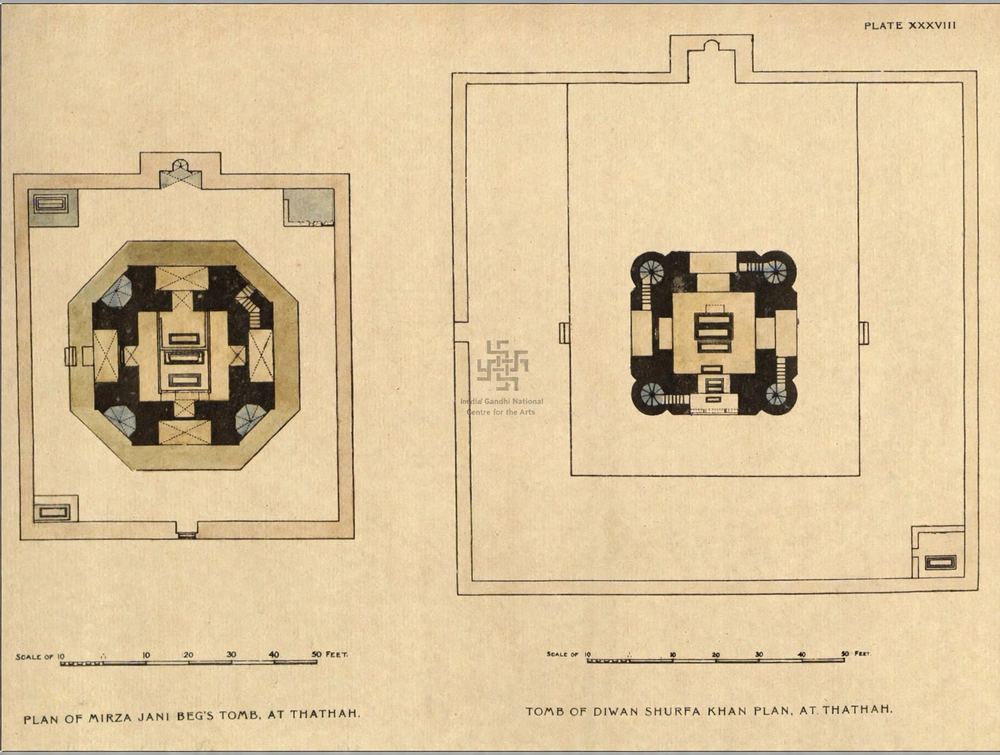 PLATE XXXVIII
Indira Gandhi National
Centre for the Arts
SCALE OF 10 10 20 30 40 50 FEET.
SCALE OF 10 10 20 30 40 50 FEET.
PLAN OF MIRZA JANI BEG'S TOMB, AT THATHAH.
TOMB OF DIWAN SHURFA KHAN PLAN, AT. THATHAH.